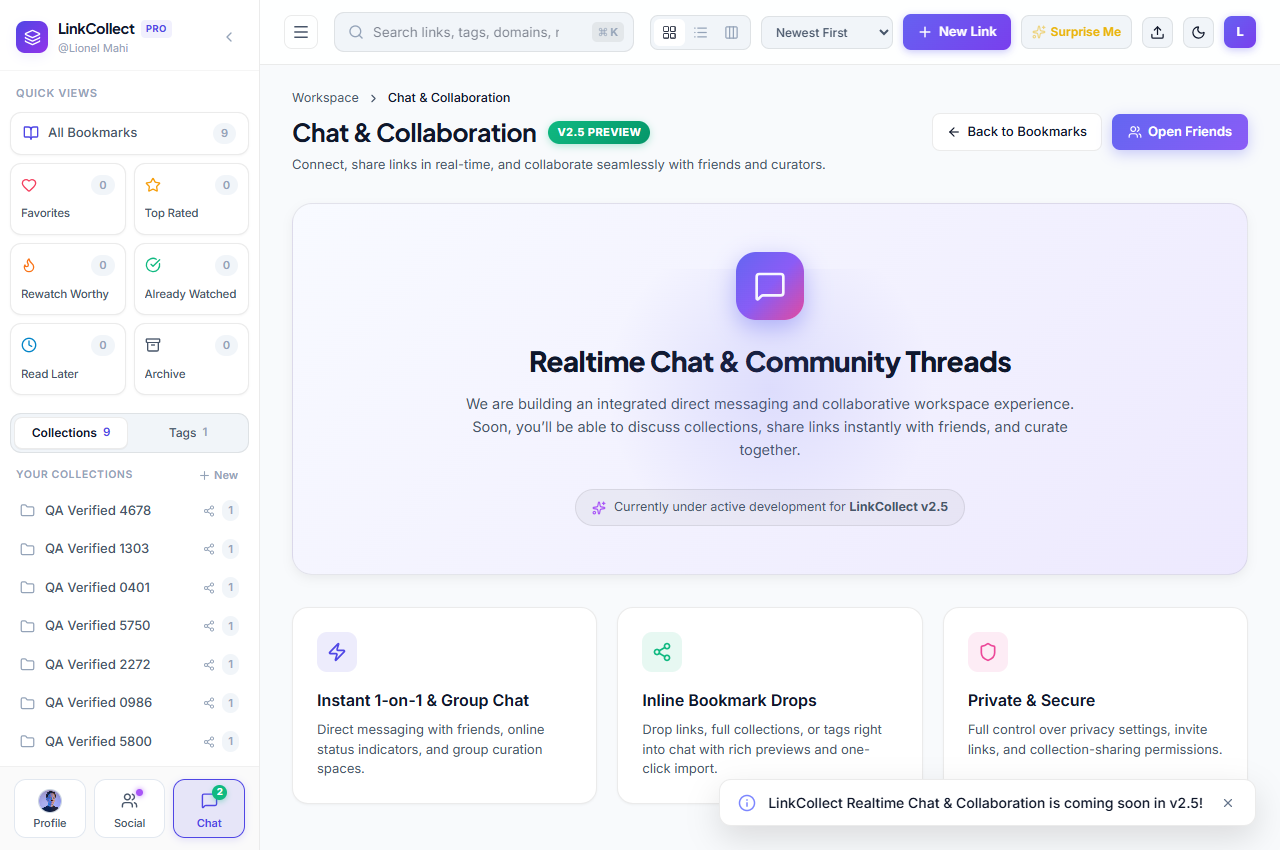 LinkCollect PRO
@Lionel Mahi
Search links, tags, domains, r
⌘ K
Newest First
New Link
Surprise Me
L
QUICK VIEWS
All Bookmarks 9
Favorites 0
Top Rated 0
Rewatch Worthy 0
Already Watched 0
Read Later 0
Archive 0
Collections 9
Tags 1
YOUR COLLECTIONS
New
QA Verified 4678 1
QA Verified 1303 1
QA Verified 0401 1
QA Verified 5750 1
QA Verified 2272 1
QA Verified 0986 1
QA Verified 5800 1
Profile
Social
Chat 2
Workspace > Chat & Collaboration
Chat & Collaboration V2.5 PREVIEW
Connect, share links in real-time, and collaborate seamlessly with friends and curators.
Back to Bookmarks
Open Friends
Realtime Chat & Community Threads
We are building an integrated direct messaging and collaborative workspace experience.
Soon, you’ll be able to discuss collections, share links instantly with friends, and curate
together.
Currently under active development for LinkCollect v2.5
Instant 1-on-1 & Group Chat
Direct messaging with friends, online
status indicators, and group curation
spaces.
Inline Bookmark Drops
Drop links, full collections, or tags right
into chat with rich previews and one-
click import.
Private & Secure
Full control over privacy settings, invite
links, and collection-sharing permissions.
LinkCollect Realtime Chat & Collaboration is coming soon in v2.5!